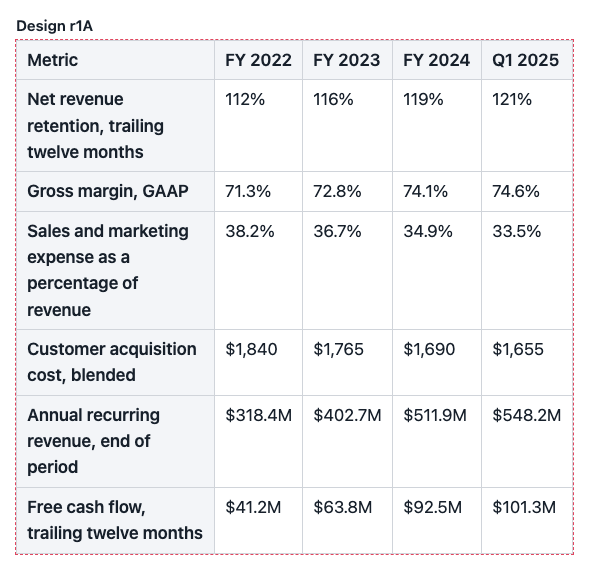 Design r1A
Metric FY 2022 FY 2023 FY 2024 Q1 2025
Net revenue 112% 116% 119% 121%
retention, trailing
twelve months
Gross margin, GAAP 71.3% 72.8% 74.1% 74.6%
Sales and marketing 38.2% 36.7% 34.9% 33.5%
expense as a
percentage of
revenue
Customer acquisition $1,840 $1,765 $1,690 $1,655
cost, blended
Annual recurring $318.4M $402.7M $511.9M $548.2M
revenue, end of
period
Free cash flow, $41.2M $63.8M $92.5M $101.3M
trailing twelve months